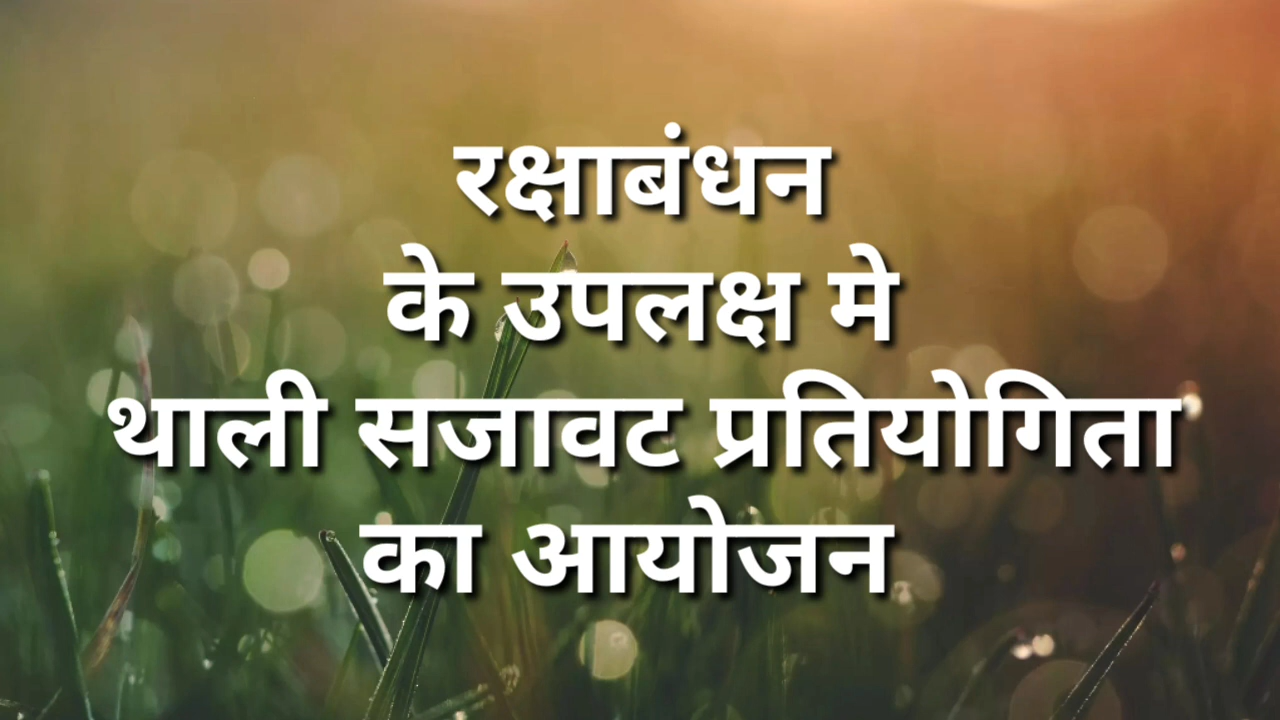 रक्षाबंधन
के उपलक्ष मे
थाली सजावट प्रतियोगिता
का आयोजन